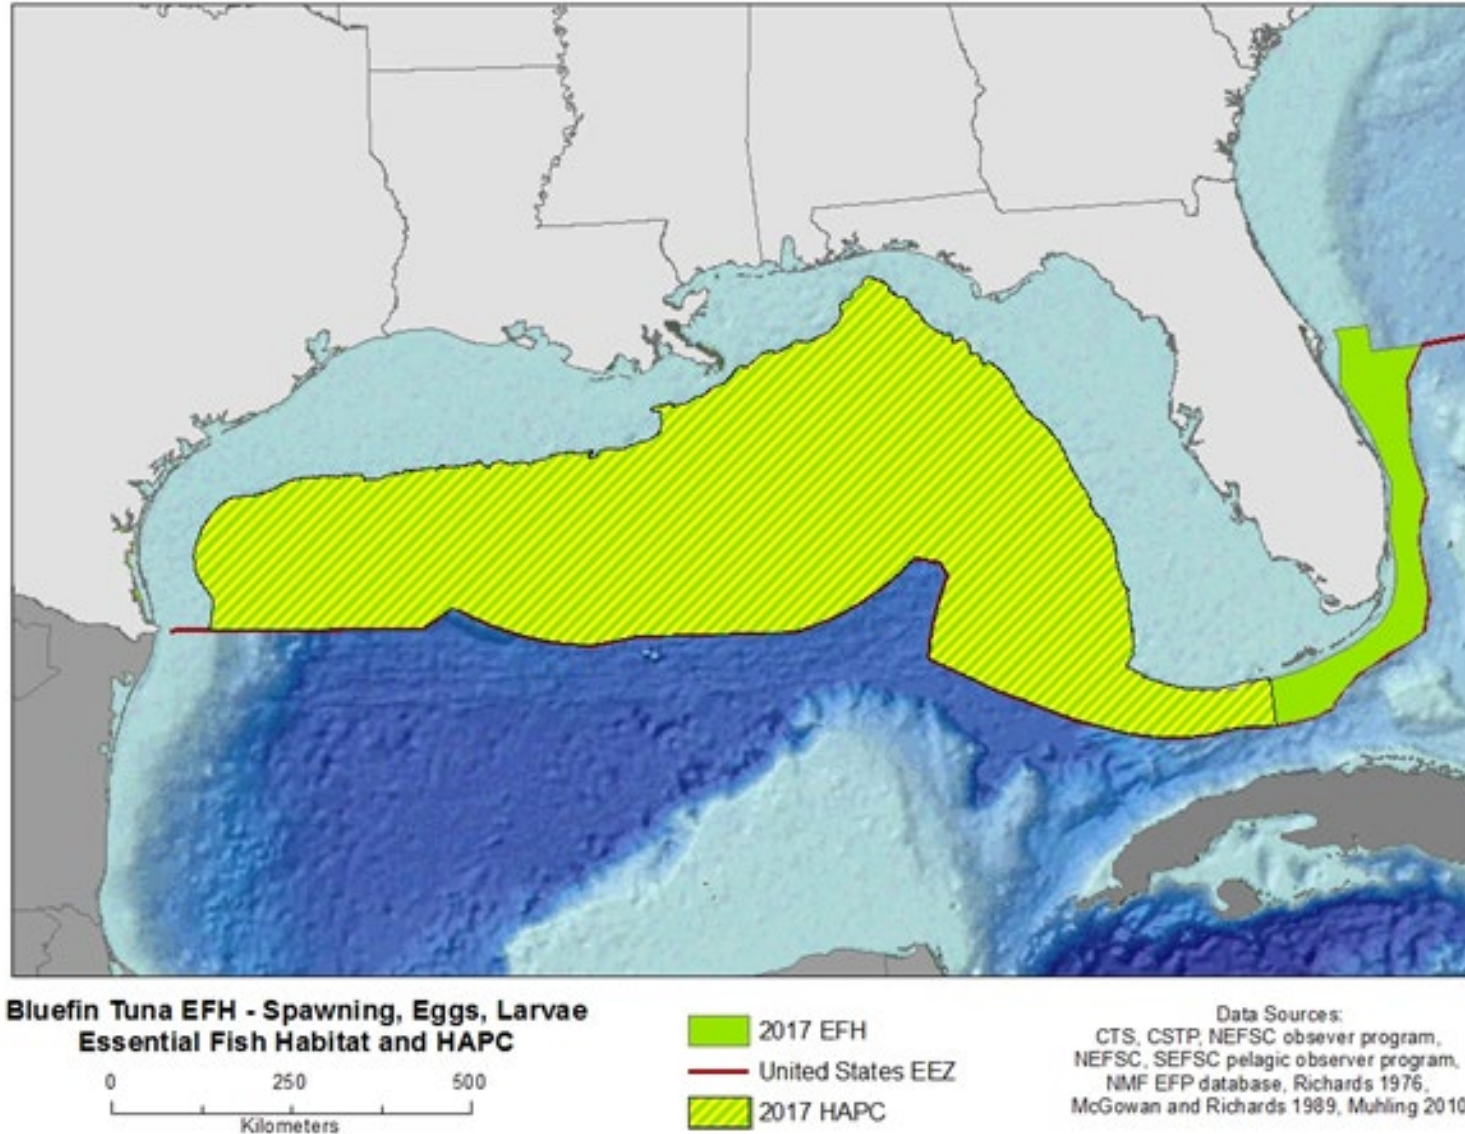 Bluefin Tuna EFH - Spawning, Eggs, Larvae
Essential Fish Habitat and HAPC
0 250 500
Kilometers
2017 EFH
United States EEZ
2017 HAPC
Data Sources:
CTS, CSTP, NEFSC obsever program,
NEFSC, SEFSC pelagic observer program,
NMF EFP database, Richards 1976,
McGowan and Richards 1989, Muhling 2010